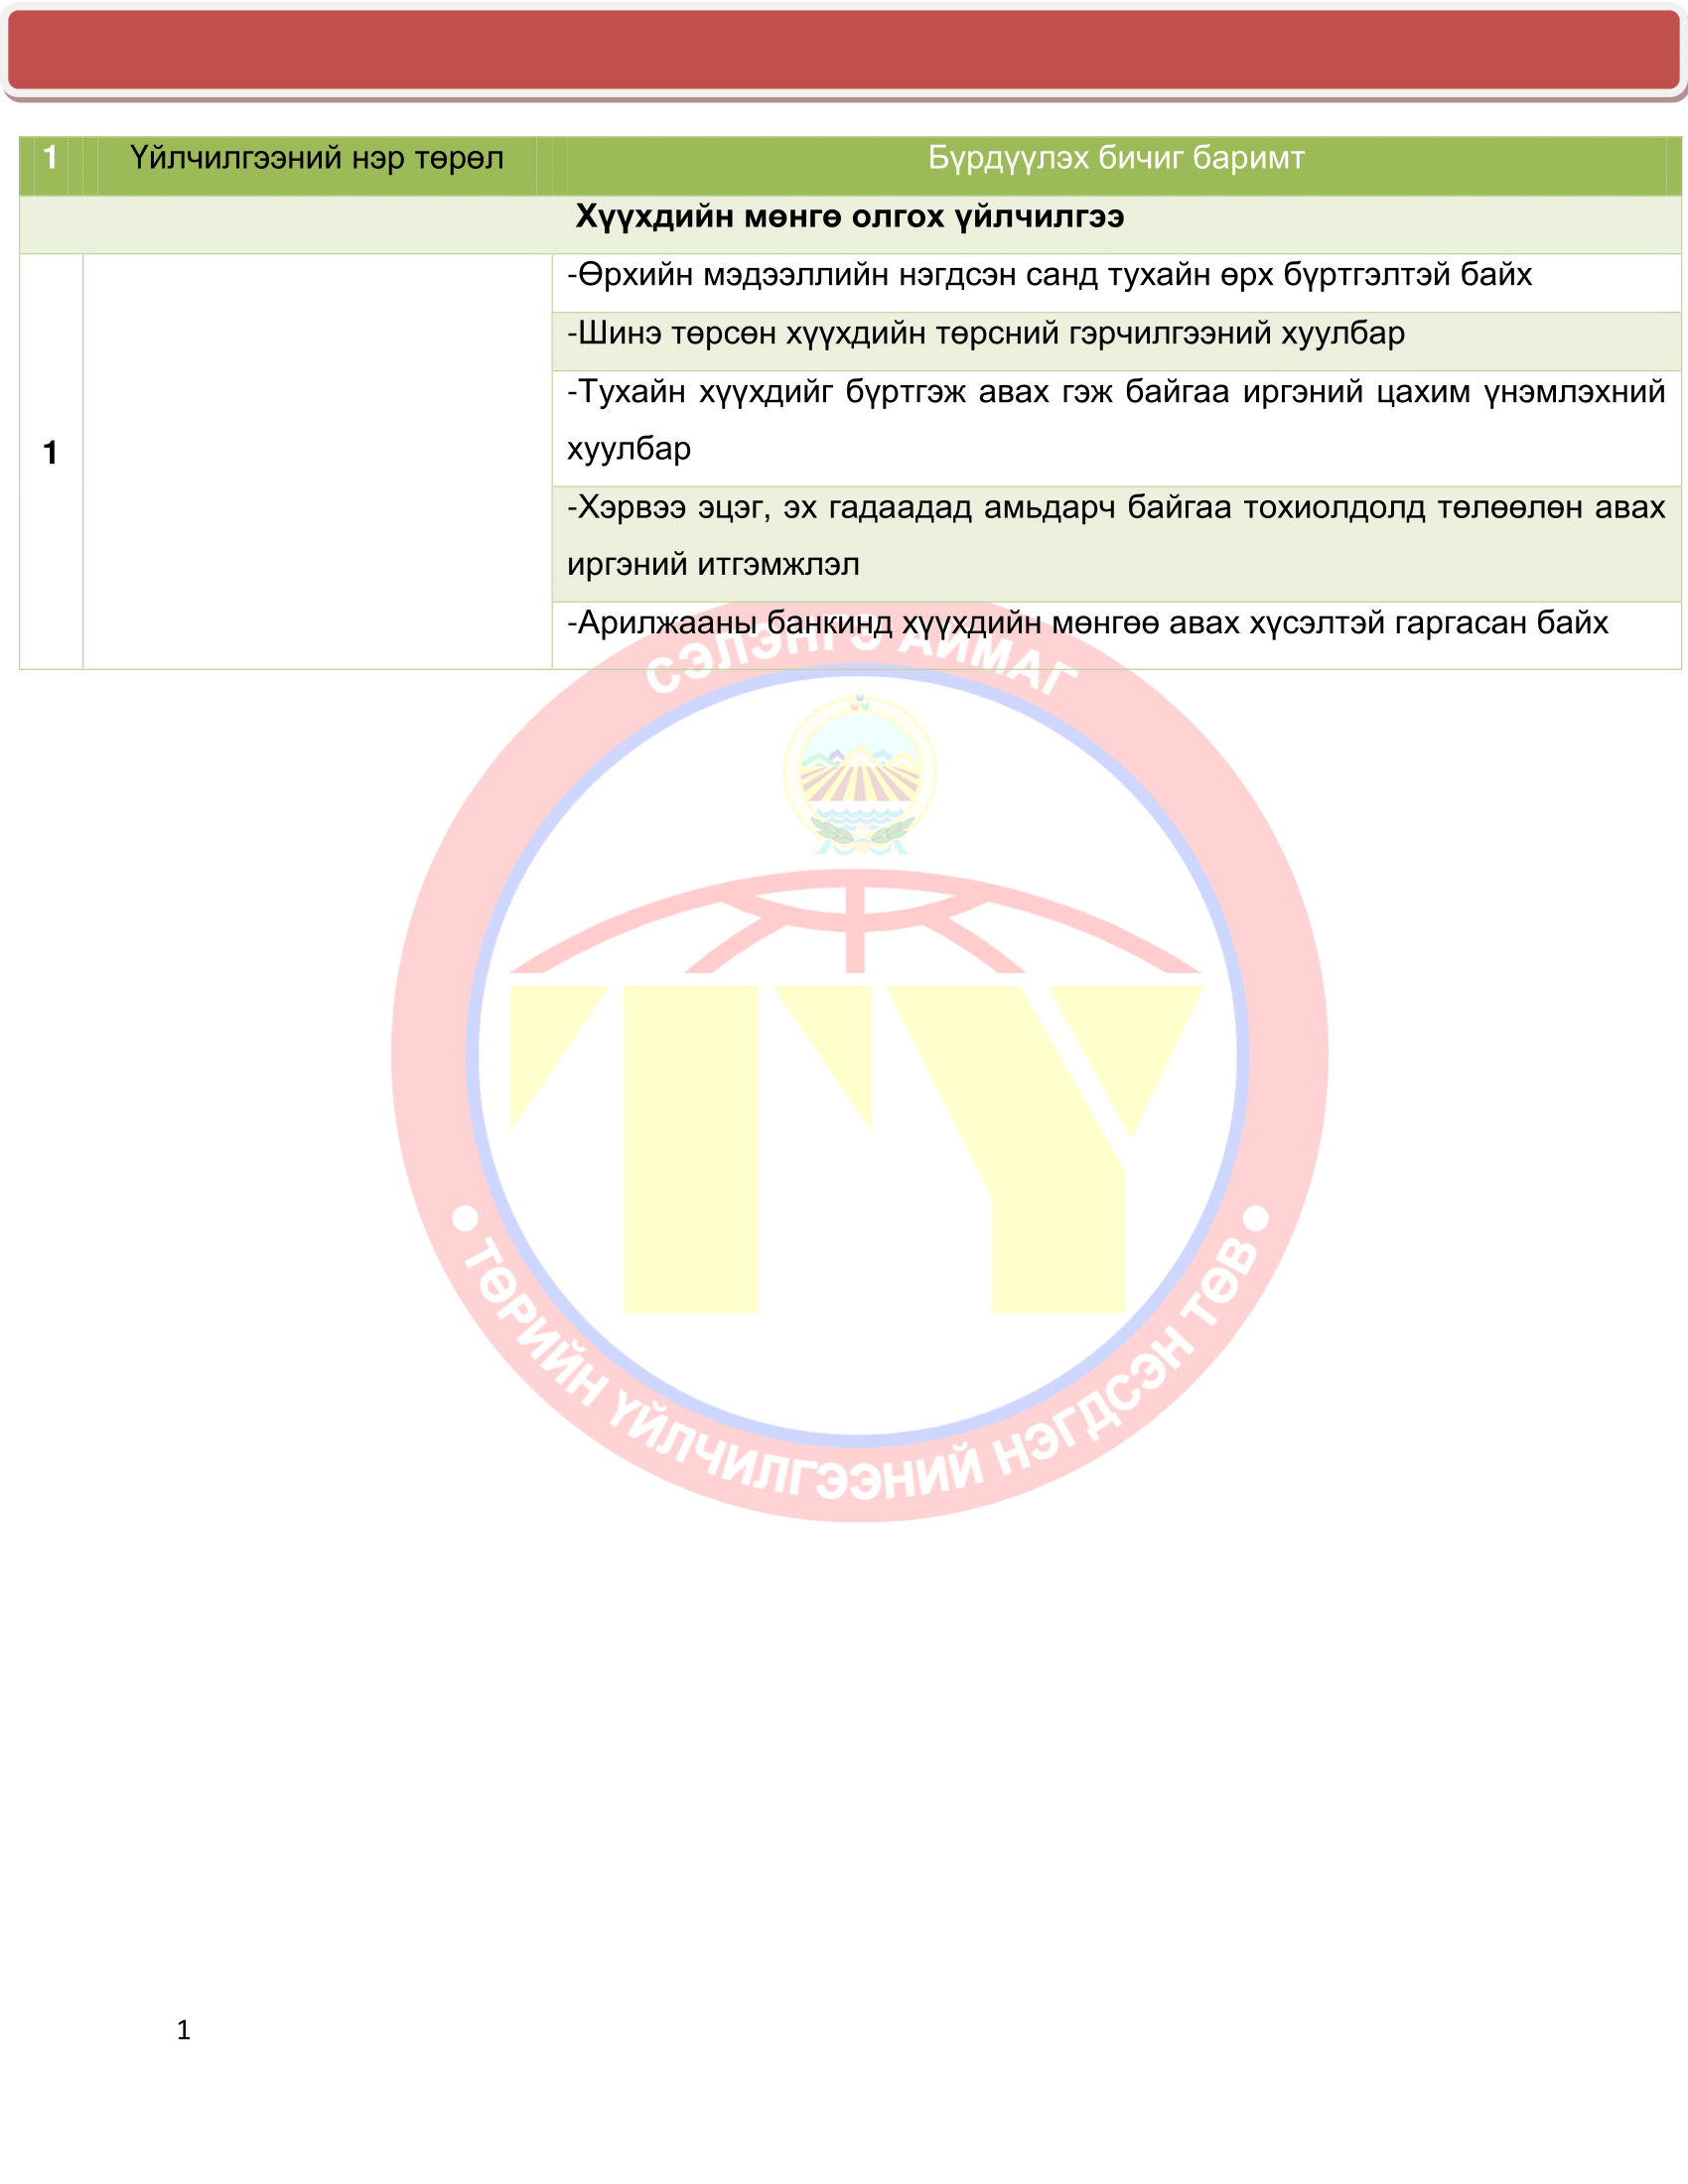 1 Үйлчилгээний нэр төрөл Бүрдүүлэх бичиг баримт
Хүүхдийн мөнгө олгох үйлчилгээ
1
-Өрхийн мэдээллийн нэгдсэн санд тухайн өрх бүртгэлтэй байх
-Шинэ төрсөн хүүхдийн төрсний гэрчилгээний хуулбар
-Тухайн хүүхдийг бүртгэж авах гэж байгаа иргэний цахим үнэмлэхний
хуулбар
-Хэрвээ эцэг, эх гадаадад амьдарч байгаа тохиолдолд төлөөлөн авах
иргэний итгэмжлэл
-Арилжааны банкинд хүүхдийн мөнгөө авах хүсэлтэй гаргасан байх
СЭЛЭНГЭ АЙМАГ
ТҮ
• ТӨРИЙН ҮЙЛЧИЛГЭЭНИЙ НЭГДСЭН ТӨВ •
1